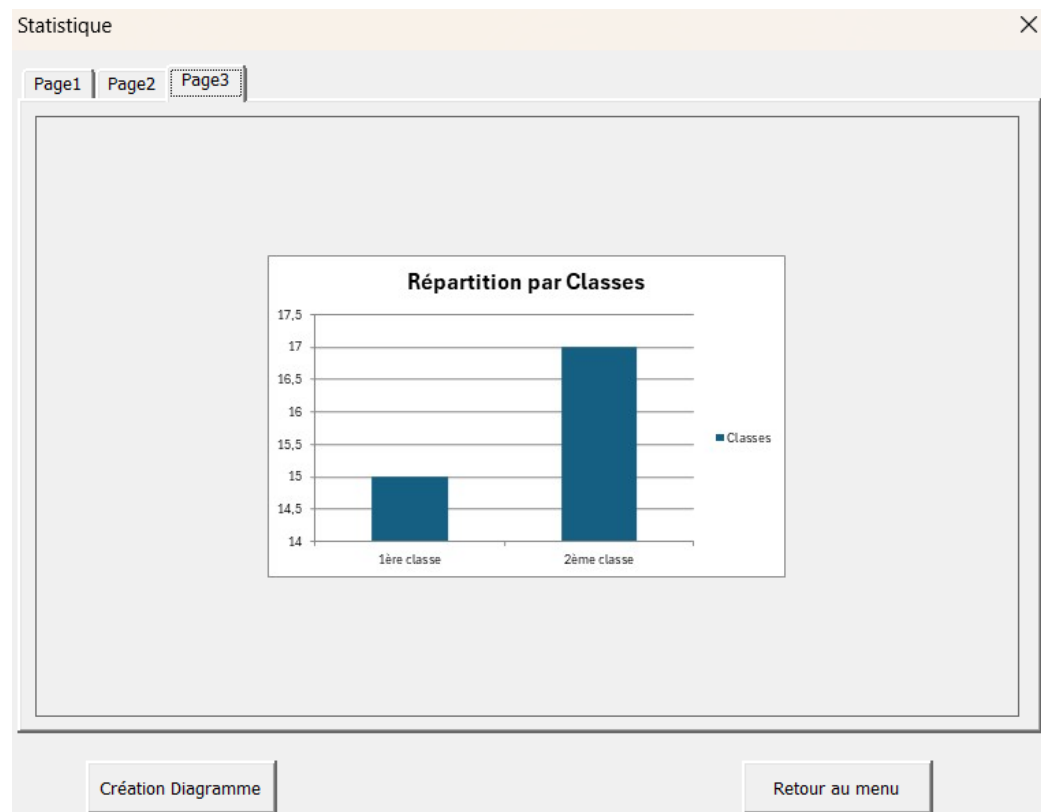 Statistique
Page1 Page2 Page3
Répartition par Classes
17,5
17
16,5
16
15,5
15
14,5
14
Classes
1ère classe 2ème classe
Création Diagramme Retour au menu